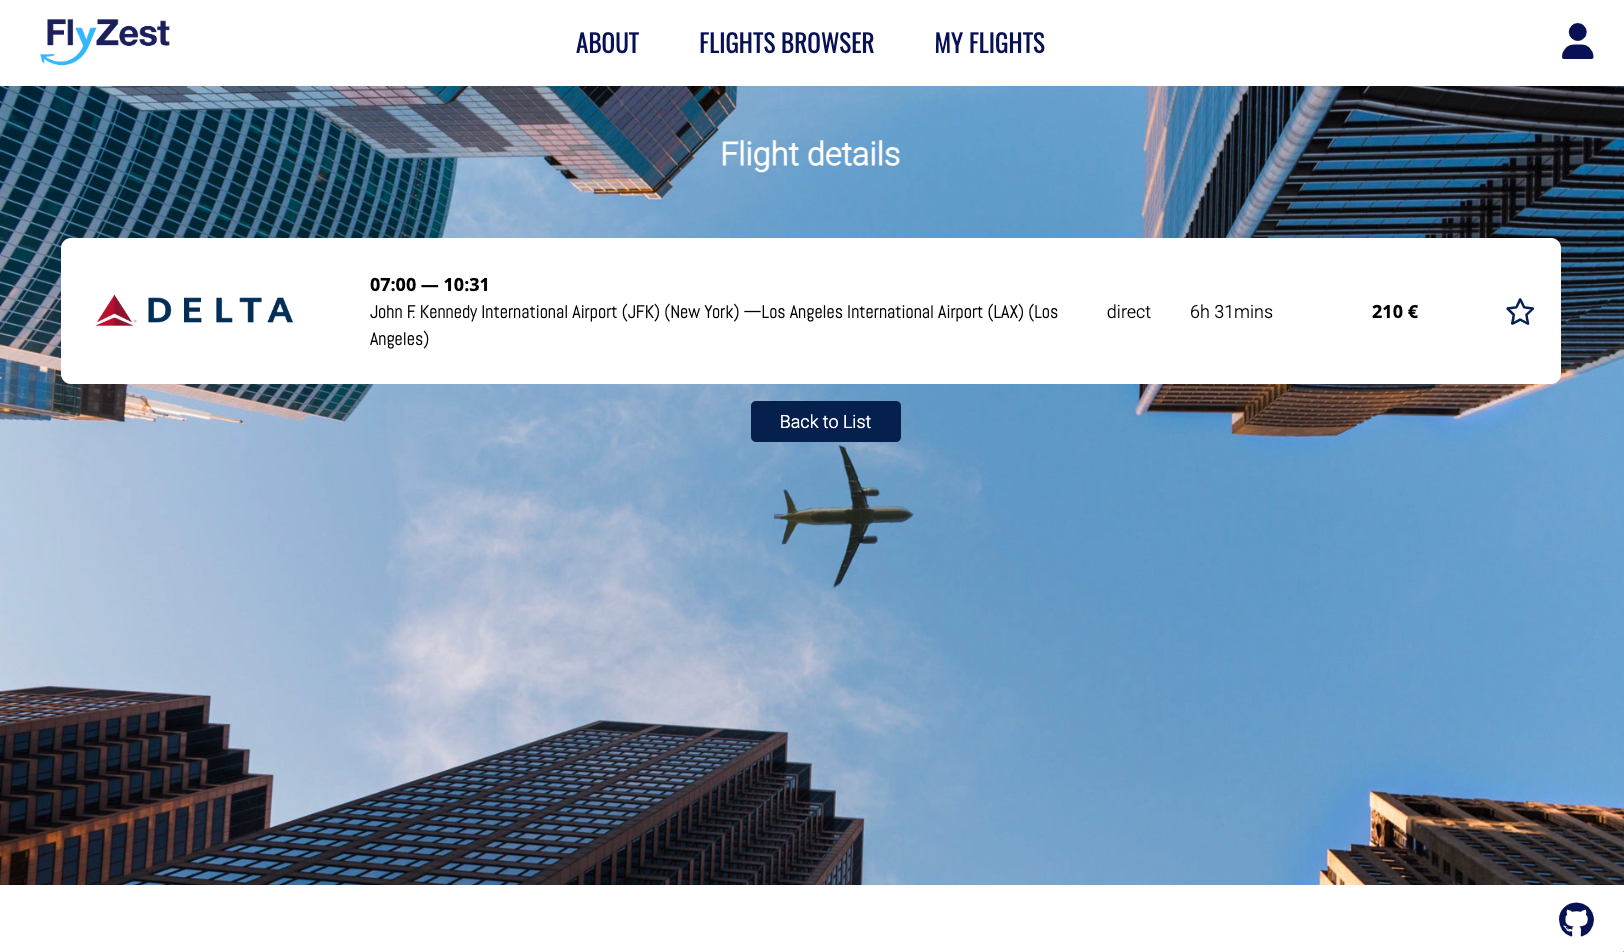 FlyZest
ABOUT
FLIGHTS BROWSER
MY FLIGHTS
Flight details
DELTA
07:00 — 10:31
John F. Kennedy International Airport (JFK) (New York) —Los Angeles International Airport (LAX) (Los
Angeles)
direct
6h 31mins
210 €
Back to List